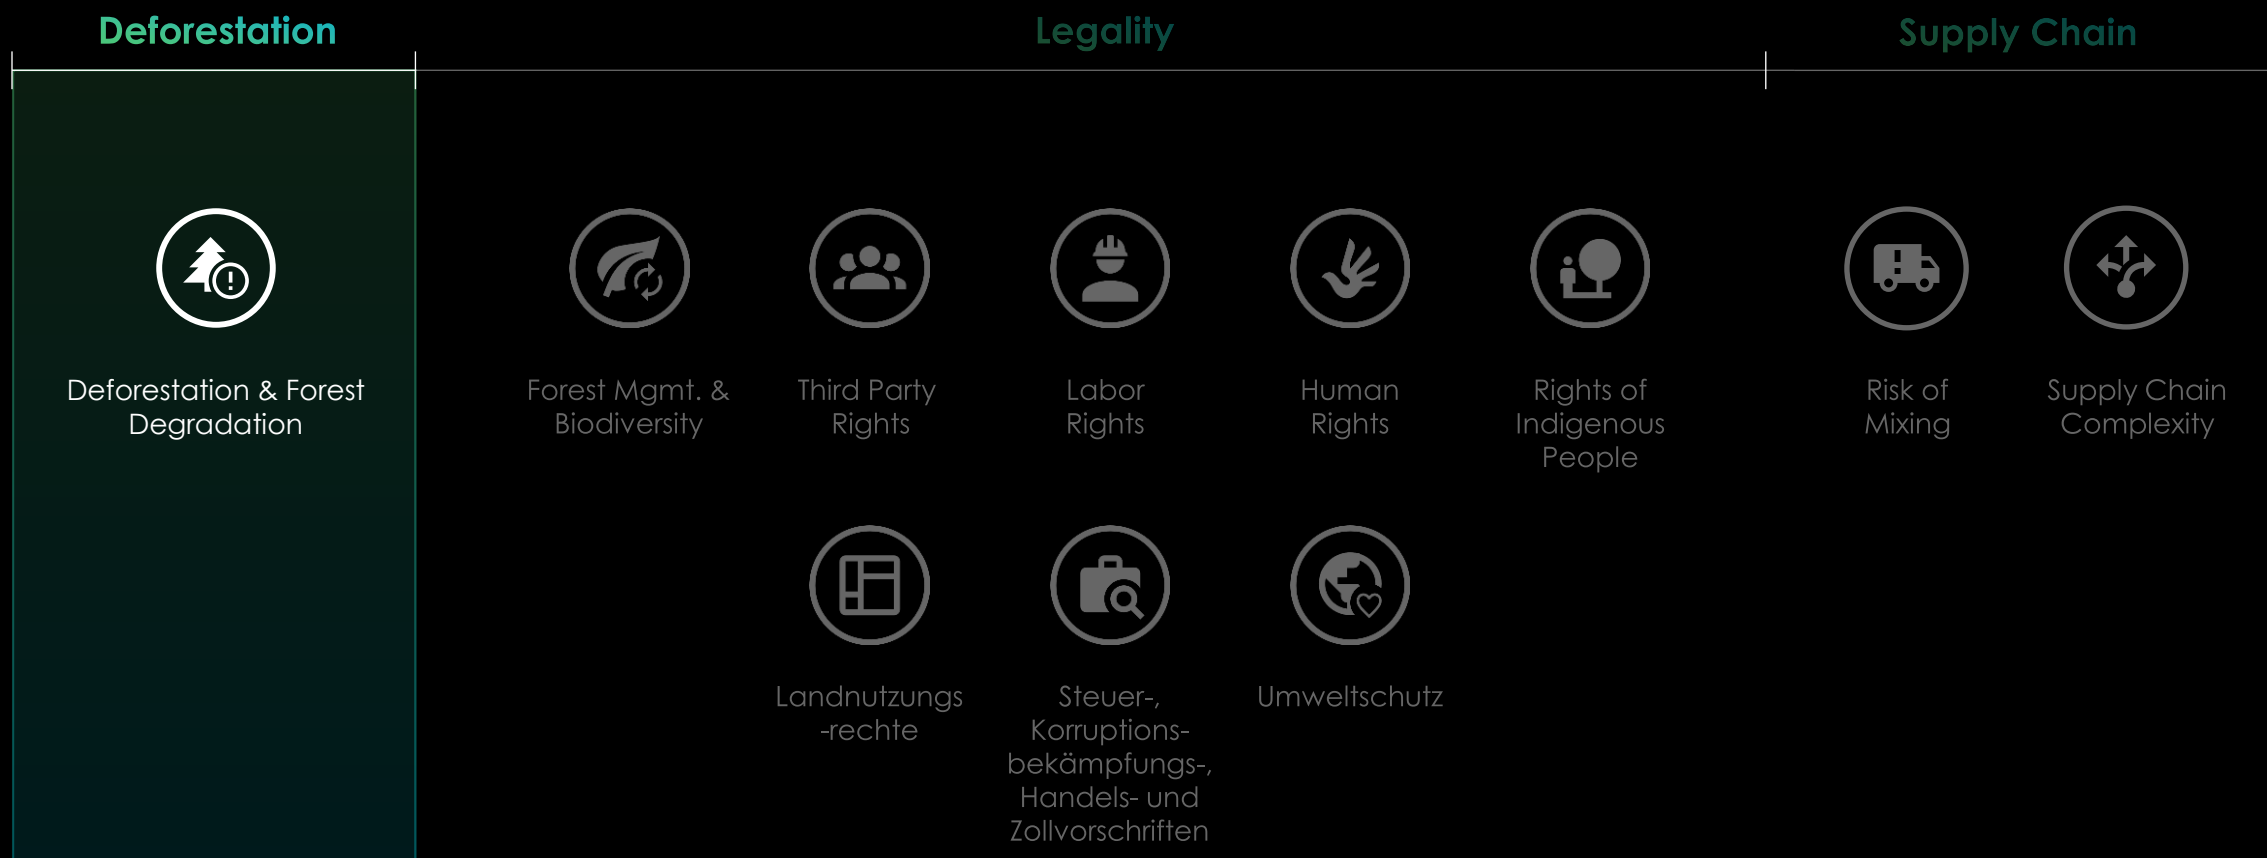 Deforestation
Legality
Supply Chain
Deforestation & Forest
Degradation
Forest Mgmt. &
Biodiversity
Third Party
Rights
Labor
Rights
Human
Rights
Rights of
Indigenous
People
Risk of
Mixing
Supply Chain
Complexity
Landnutzungs
-rechte
Steuer-,
Korruptions-
bekämpfungs-,
Handels- und
Zollvorschriften
Umweltschutz